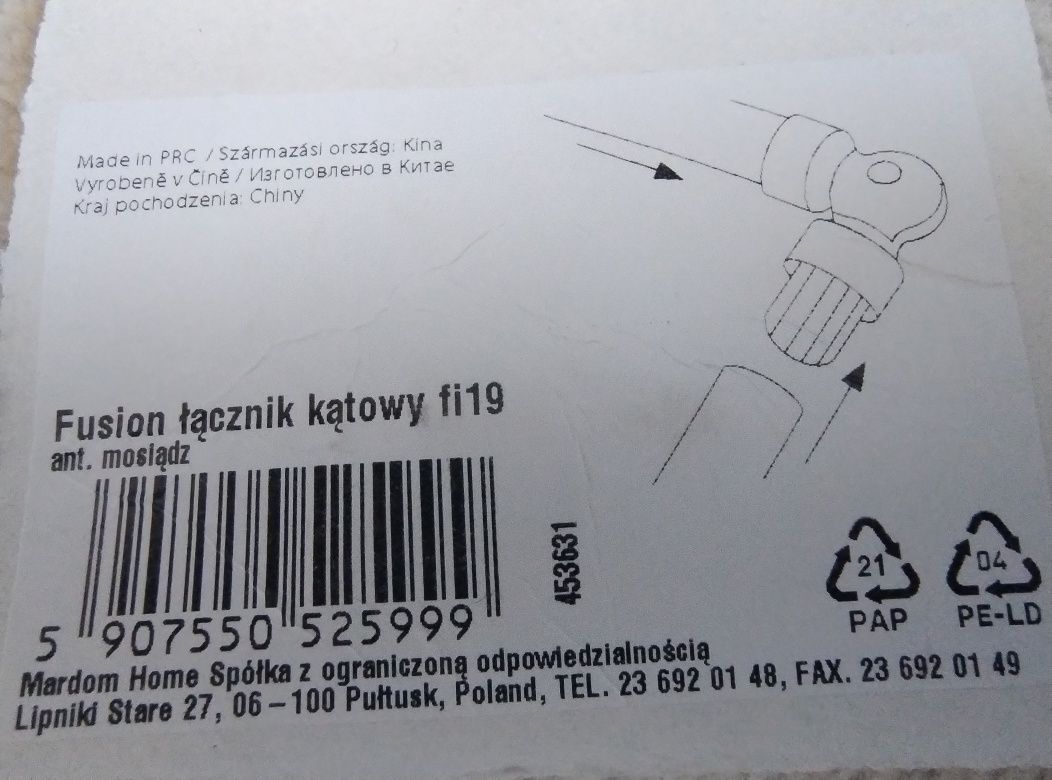 Made in PRC / Származási ország: Kina
Vyrobeně v Čině / Изготовлено в Китае
Kraj pochodzenia: Chiny
Fusion łącznik kątowy fi19
ant. mosiądz
5 907550 525999
453631
21
PAP
04
PE-LD
Mardom Home Spółka z ograniczoną odpowiedzialnością
Lipniki Stare 27, 06–100 Pułtusk, Poland, TEL. 23 692 01 48, FAX. 23 692 01 49